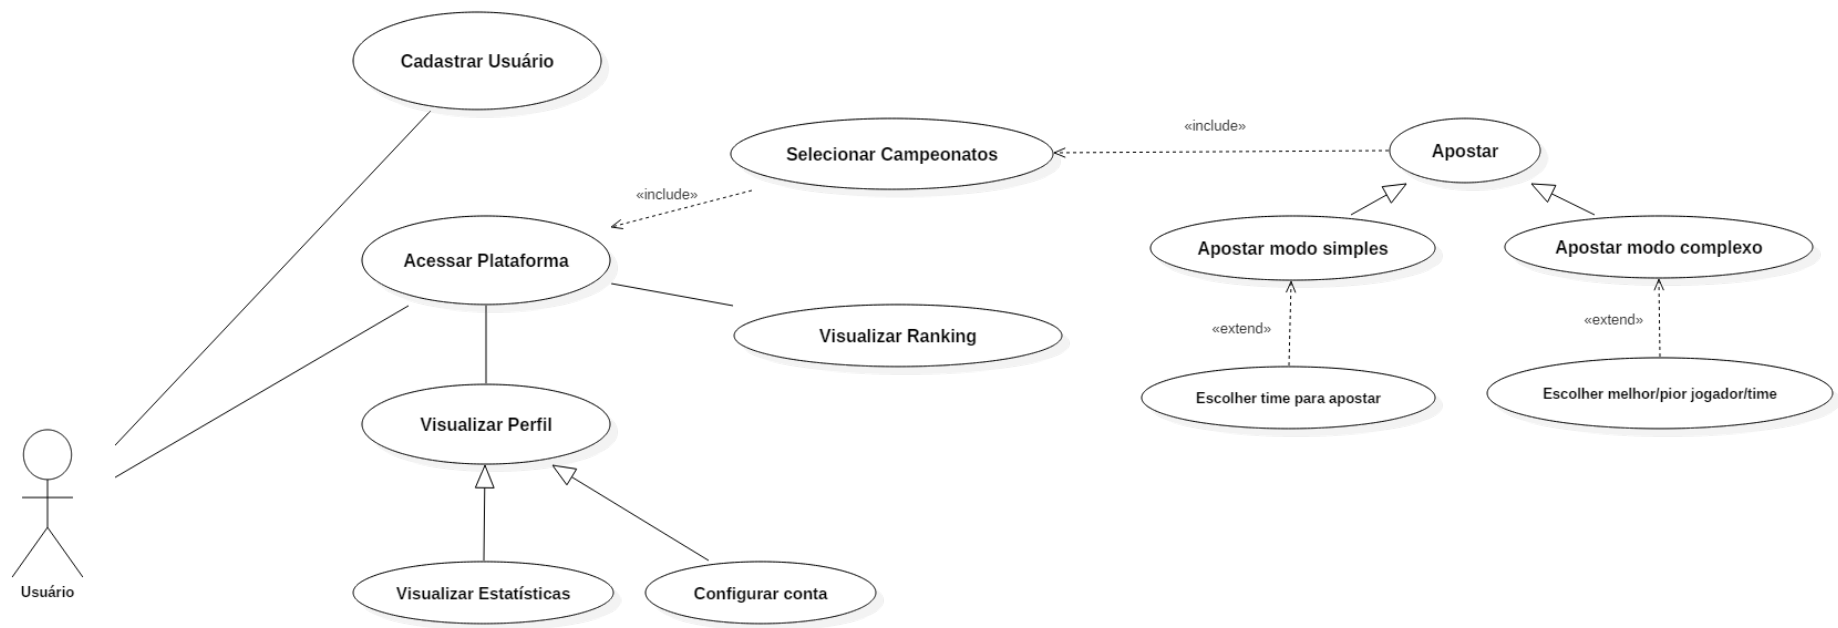 Cadastrar Usuário
«include»
Selecionar Campeonatos
Apostar
«include»
Acessar Plataforma
Apostar modo simples
Apostar modo complexo
«extend»
«extend»
Visualizar Ranking
Escolher time para apostar
Escolher melhor/pior jogador/time
Visualizar Perfil
Usuário
Visualizar Estatísticas
Configurar conta